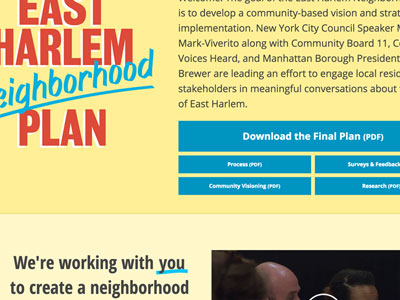 EAST
HARLEM
neighborhood
PLAN
Welcome! The goal of the East Harlem Neighbor
is to develop a community-based vision and strat
implementation. New York City Council Speaker M
Mark-Viverito along with Community Board 11, Co
Voices Heard, and Manhattan Borough President
Brewer are leading an effort to engage local resid
stakeholders in meaningful conversations about
of East Harlem.
Download the Final Plan (PDF)
Process (PDF)
Surveys & Feedback
Community Visioning (PDF)
Research (PDF)
We're working with you
to create a neighborhood